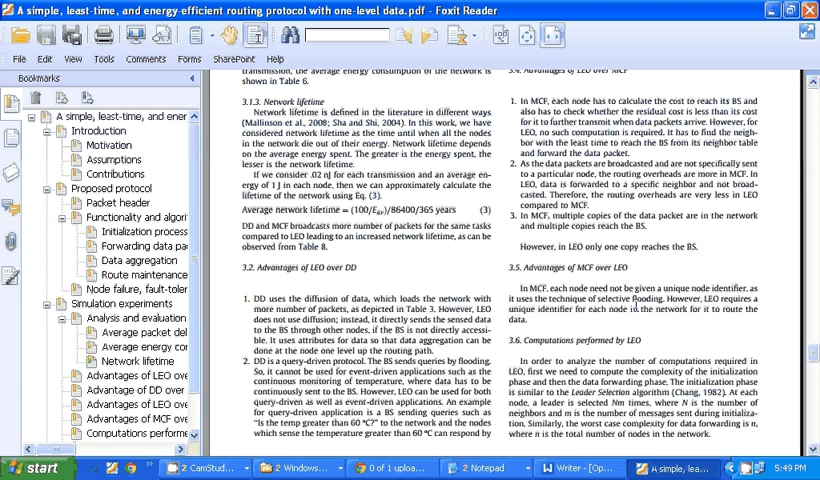 A simple, least-time, and energy-efficient routing protocol with one-level data.pdf - Foxit Reader
File Edit View Tools Comments Forms SharePoint Help
Bookmarks
A simple, least-time, and ener
Introduction
Motivation
Assumptions
Contributions
Proposed protocol
Packet header
Functionality and algori
Initialization process
Forwarding data pa
Data aggregation
Route maintenance
Node failure, fault-toler
Simulation experiments
Analysis and evaluation
Average packet del
Average energy cor
Network lifetime
Advantages of LEO ove
Advantage of DD over
Advantages of LEO ove
Advantages of MCF ove
Computations performe
transmission, the average energy consumption of the network is
shown in Table 6.
3.1.3. Network lifetime
Network lifetime is defined in the literature in different ways
(Mallinson et al., 2008; Sha and Shi, 2004). In this work, we have
considered network lifetime as the time until when all the nodes
in the network die out of their energy. Network lifetime depends
on the average energy spent. The greater is the energy spent, the
lesser is the network lifetime.
If we consider .02 nJ for each transmission and an average en-
ergy of 1 J in each node, then we can approximately calculate the
lifetime of the network using Eq. (3).
Average network lifetime = (100/E
)/86400/365 years (3)
DD and MCF broadcasts more number of packets for the same tasks
compared to LEO leading to an increased network lifetime, as can be
observed from Table 8.
3.2. Advantages of LEO over DD
1. DD uses the diffusion of data, which loads the network with
more number of packets, as depicted in Table 3. However, LEO
does not use diffusion; instead, it directly sends the sensed data
to the BS through other nodes, if the BS is not directly accessi-
ble. It uses attributes for data so that data aggregation can be
done at the node one level up the routing path.
2. DD is a query-driven protocol. The BS sends queries by flooding.
So, it cannot be used for event-driven applications such as the
continuous monitoring of temperature, where data has to be
continuously sent to the BS. However, LEO can be used for both
query-driven as well as event-driven applications. An example
for query-driven application is a BS sending queries such as
"Is the temp greater than 60 °C?" to the network and the nodes
which sense the temperature greater than 60 °C can respond by
3.4. Advantages of LEO over MCF
1. In MCF, each node has to calculate the cost to reach its BS and
also has to check whether the residual cost is less than its cost
for it to further transmit when data packets arrive. However, for
LEO, no such computation is required. It has to find the neigh-
bor with the least time to reach the BS from its neighbor table
and forward the data packet.
2. As the data packets are broadcasted and are not specifically sent
to a particular node, the routing overheads are more in MCF. In
LEO, data is forwarded to a specific neighbor and not broad-
casted. Therefore, the routing overheads are very less in LEO
compared to MCF.
3. In MCF, multiple copies of the data packet are in the network
and multiple copies reach the BS.
However, in LEO only one copy reaches the BS.
3.5. Advantages of MCF over LEO
In MCF, each node need not be given a unique node identifier, as
it uses the technique of selective flooding. However, LEO requires a
unique identifier for each node in the network for it to route the
data.
3.6. Computations performed by LEO
In order to analyze the number of computations required in
LEO, first we need to compute the complexity of the initialization
phase and then the data forwarding phase. The initialization phase
is similar to the Leader Selection algorithm (Chang, 1982). At each
node, a leader is selected Nm times, where N is the number of
neighbors and m is the number of messages sent during initializa-
tion. Similarly, the worst case complexity for data forwarding is n,
where n is the total number of nodes in the network.
start 2 CamStud... 2 Windows... 0 of 1 uploa... 2 Notepad Writer - [Op... A simple, leas... 5:49 PM